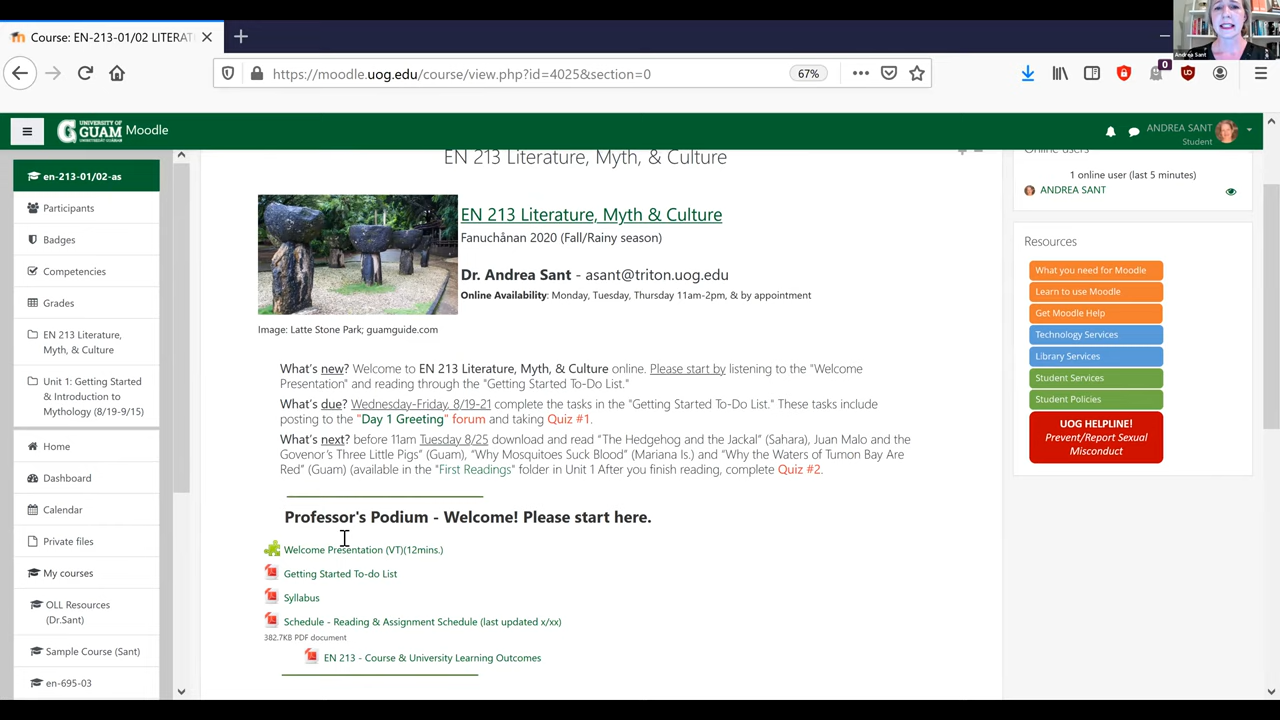 Course: EN-213-01/02 LITERAT
https://moodle.uog.edu/course/view.php?id=4025&section=0
67%
0
Andrea Sant
UNIVERSITY OF
GUAM
Moodle
ANDREA SANT
Student
en-213-01/02-as
Participants
Badges
Competencies
Grades
EN 213 Literature,
Myth, & Culture
Unit 1: Getting Started
& Introduction to
Mythology (8/19-9/15)
Home
Dashboard
Calendar
Private files
My courses
OLL Resources
(Dr.Sant)
Sample Course (Sant)
en-695-03
EN 213 Literature, Myth, & Culture
EN 213 Literature, Myth & Culture
Fanuchånan 2020 (Fall/Rainy season)
Dr. Andrea Sant - asant@triton.uog.edu
Online Availability: Monday, Tuesday, Thursday 11am-2pm, & by appointment
Image: Latte Stone Park; guamguide.com
What's new? Welcome to EN 213 Literature, Myth, & Culture online. Please start by listening to the "Welcome
Presentation" and reading through the "Getting Started To-Do List."
What's due? Wednesday-Friday, 8/19-21 complete the tasks in the "Getting Started To-Do List." These tasks include
posting to the "Day 1 Greeting" forum and taking Quiz #1.
What's next? before 11am Tuesday 8/25 download and read "The Hedgehog and the Jackal" (Sahara), Juan Malo and the
Govenor's Three Little Pigs" (Guam), "Why Mosquitoes Suck Blood" (Mariana Is.) and "Why the Waters of Tumon Bay Are
Red" (Guam) (available in the "First Readings" folder in Unit 1 After you finish reading, complete Quiz #2.
Professor's Podium - Welcome! Please start here.
Welcome Presentation (VT)(12mins.)
Getting Started To-do List
Syllabus
Schedule - Reading & Assignment Schedule (last updated x/xx)
382.7KB PDF document
EN 213 - Course & University Learning Outcomes
Online users
1 online user (last 5 minutes)
ANDREA SANT
Resources
What you need for Moodle
Learn to use Moodle
Get Moodle Help
Technology Services
Library Services
Student Services
Student Policies
UOG HELPLINE!
Prevent/Report Sexual
Misconduct